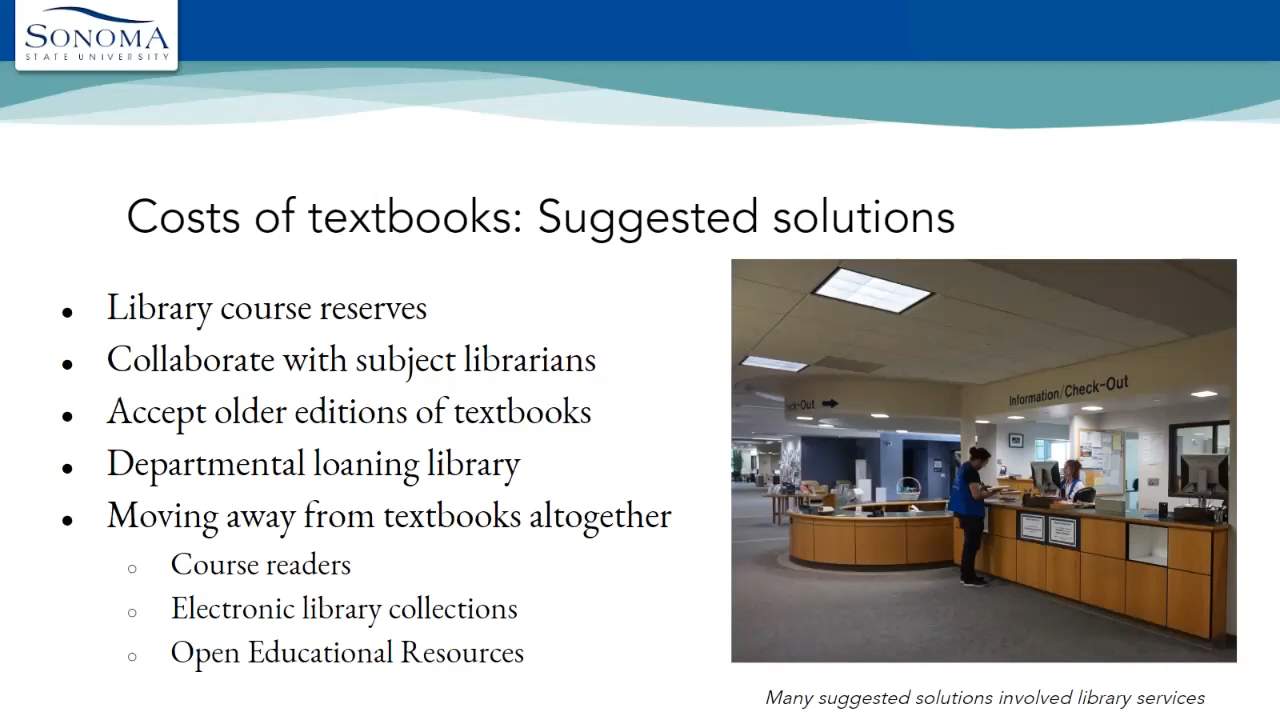 SONOMA
STATE UNIVERSITY
Costs of textbooks: Suggested solutions
● Library course reserves
● Collaborate with subject librarians
● Accept older editions of textbooks
● Departmental loaning library
● Moving away from textbooks altogether
○ Course readers
○ Electronic library collections
○ Open Educational Resources
Information/Check-Out
Out →
Many suggested solutions involved library services